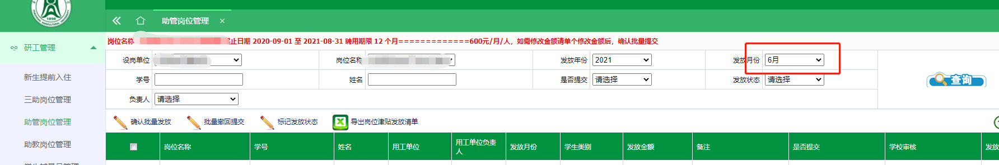 1898
助管岗位管理 ×
研工管理
新生提前入住
三助岗位管理
助管岗位管理
助教岗位管理
岗位名称 起止日期 2020-09-01 至 2021-08-31 聘用期限 12 个月=============600元/月/人，如需修改金额请单个修改金额后，确认批量提交
设岗单位 岗位名称 发放年份 2021 发放月份 6月
学号 姓名 是否提交 请选择 发放状态 请选择
查询
负责人 请选择
确认批量发放 批量撤回提交 标记发放状态 导出岗位津贴发放清单
岗位名称 学号 姓名 用工单位 用工单位负责人 发放月份 学生类别 发放金额 备注 是否提交 学校审核 发放